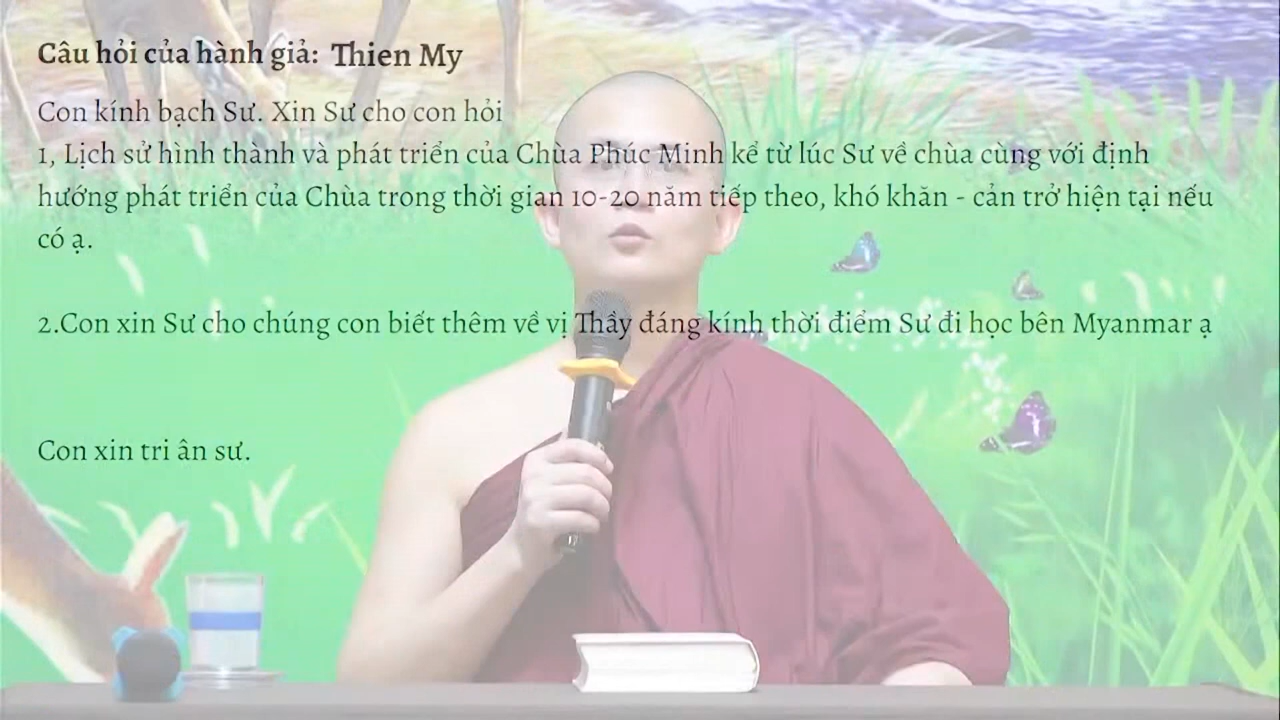 Câu hỏi của hành giả: Thien My
Con kính bạch Sư. Xin Sư cho con hỏi
1, Lịch sử hình thành và phát triển của Chùa Phúc Minh kể từ lúc Sư về chùa cùng với định
hướng phát triển của Chùa trong thời gian 10-20 năm tiếp theo, khó khăn - cản trở hiện tại nếu
có ạ.
2.Con xin Sư cho chúng con biết thêm về vị Thầy đáng kính thời điểm Sư đi học bên Myanmar ạ
Con xin tri ân sư.